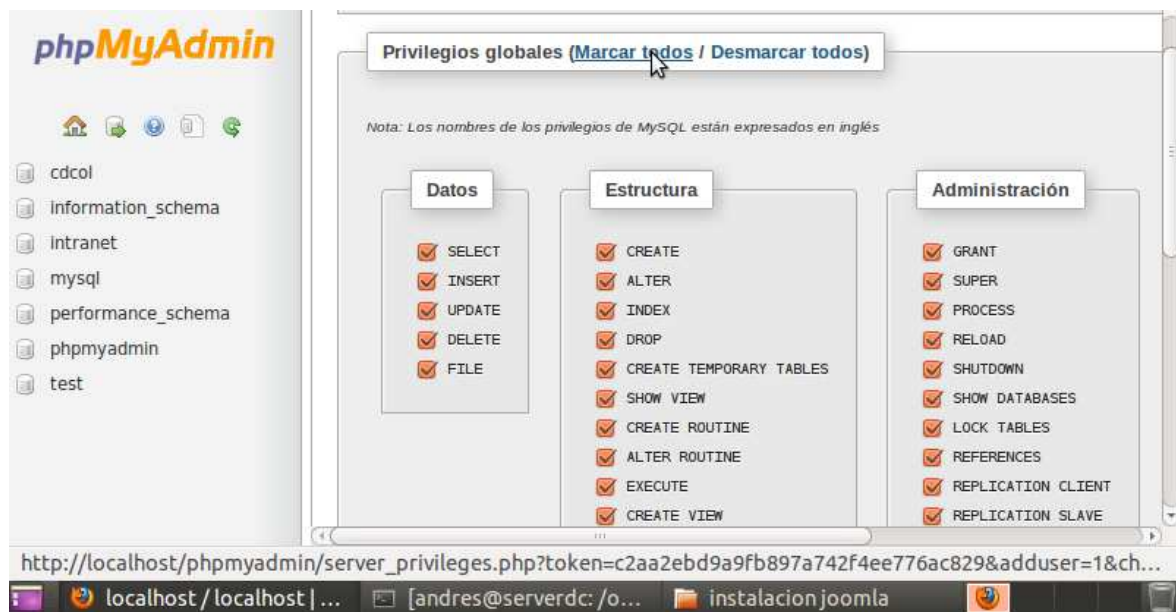 phpMyAdmin
cdcol
information_schema
intranet
mysql
performance_schema
phpmyadmin
test
Privilegios globales (Marcar todos / Desmarcar todos)
Nota: Los nombres de los privilegios de MySQL están expresados en inglés
Datos
SELECT
INSERT
UPDATE
DELETE
FILE
Estructura
CREATE
ALTER
INDEX
DROP
CREATE TEMPORARY TABLES
SHOW VIEW
CREATE ROUTINE
ALTER ROUTINE
EXECUTE
CREATE VIEW
Administración
GRANT
SUPER
PROCESS
RELOAD
SHUTDOWN
SHOW DATABASES
LOCK TABLES
REFERENCES
REPLICATION CLIENT
REPLICATION SLAVE
http://localhost/phpmyadmin/server_privileges.php?token=c2aa2ebd9a9fb897a742f4ee776ac829&adduser=1&ch...
localhost / localhost | ...
[andres@serverdc: /o...
instalacion joomla